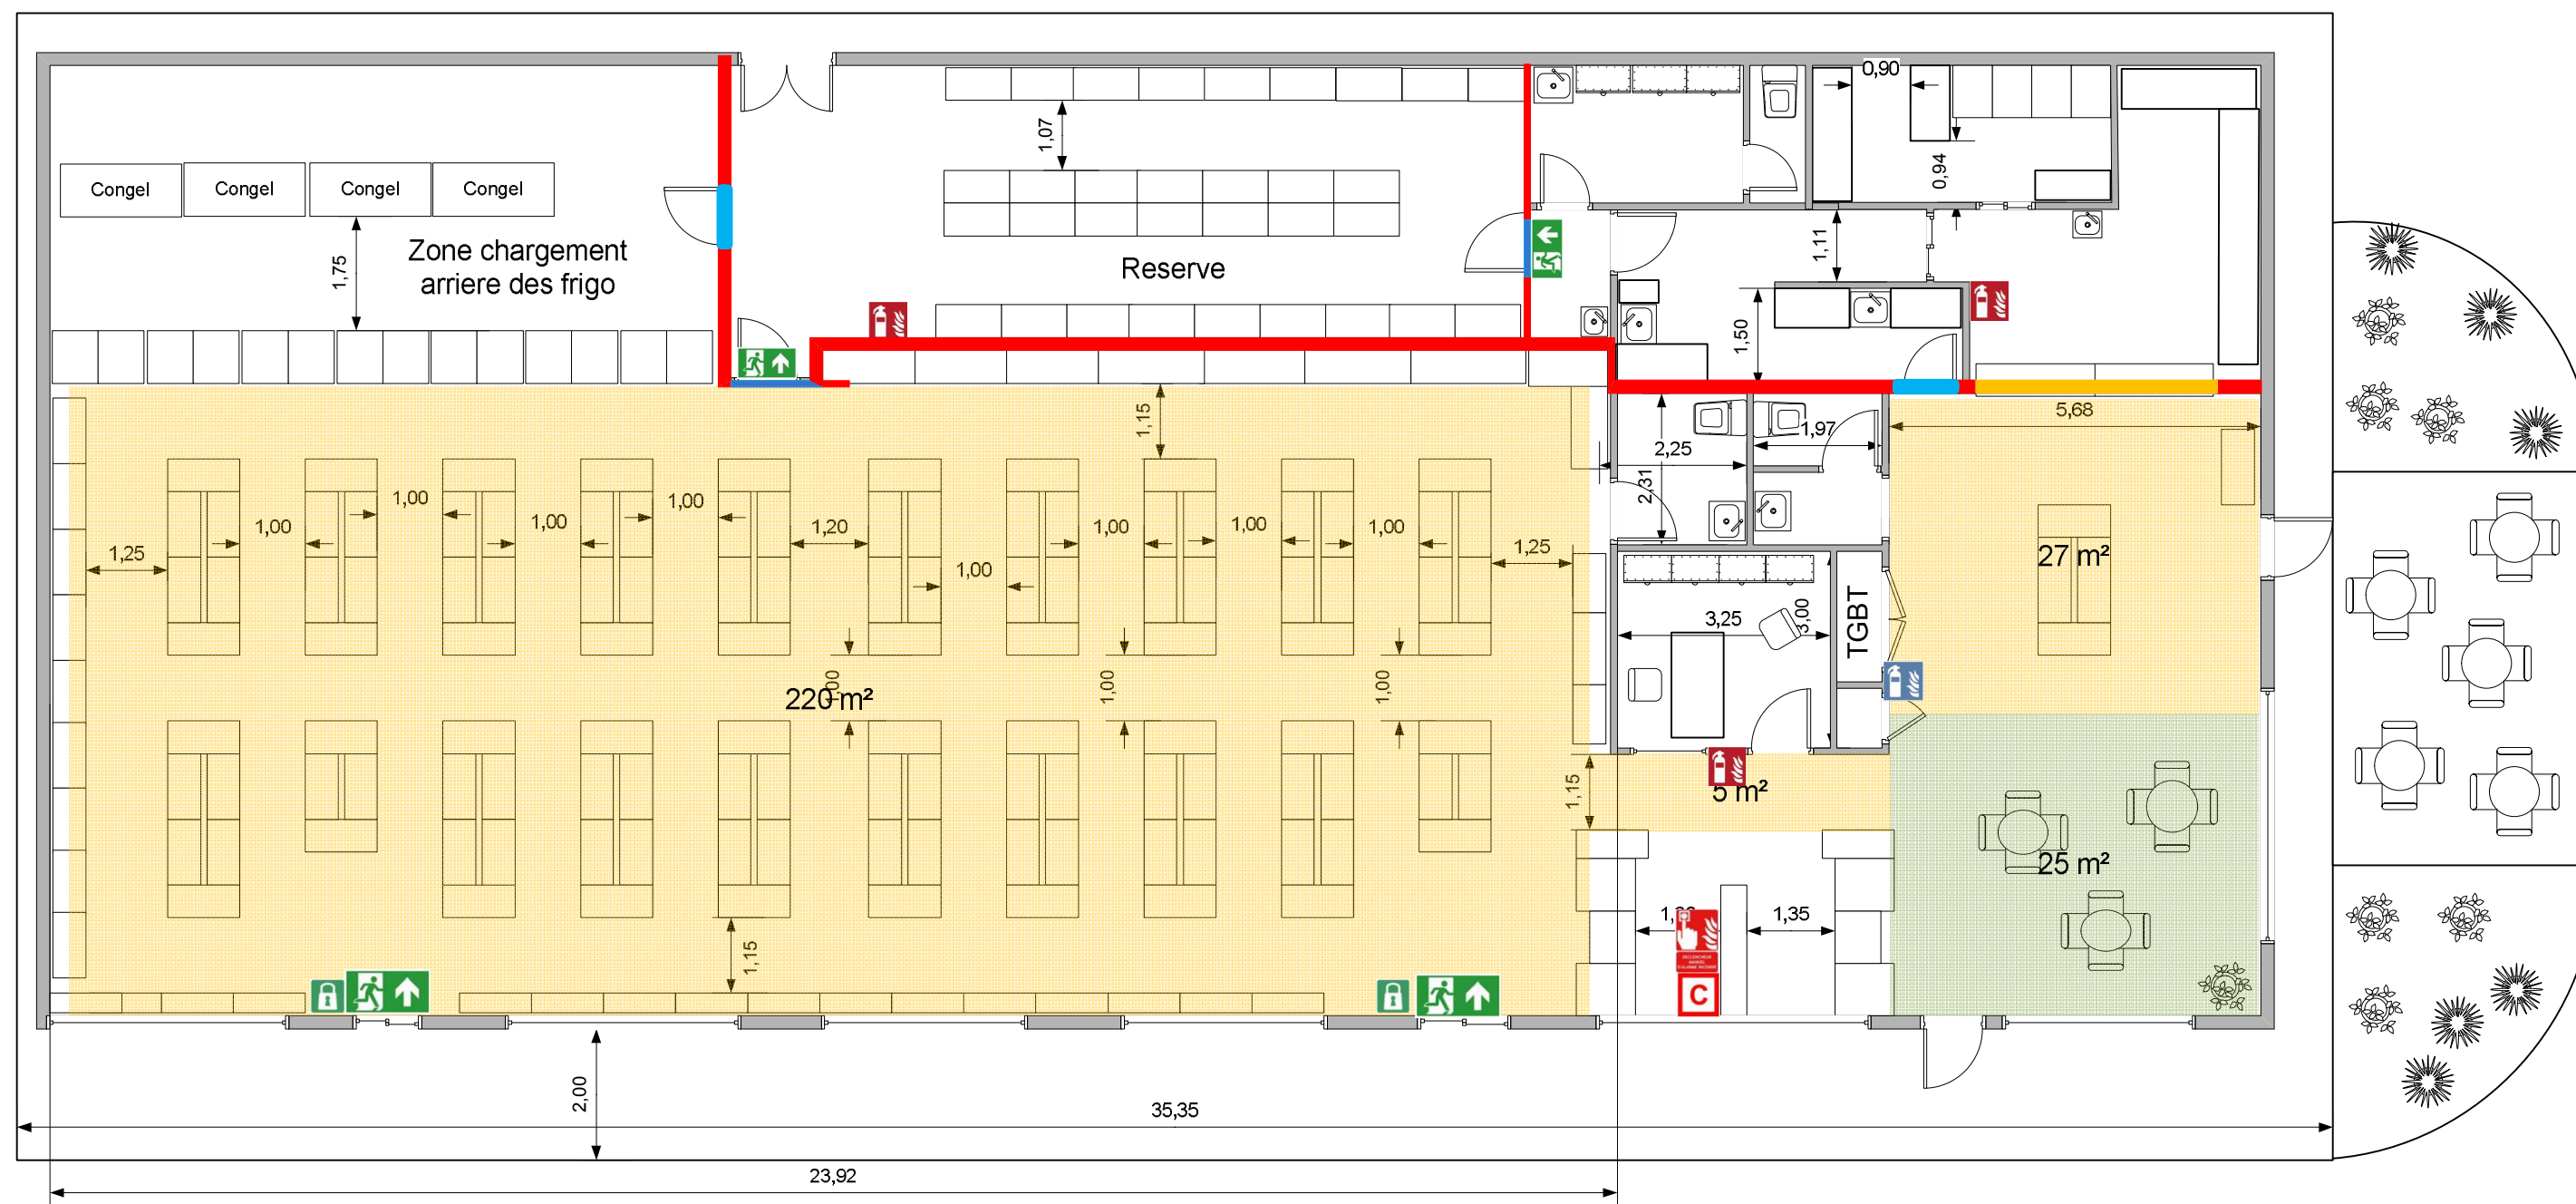 0,90
1,07
0,94
Congel
Congel
Congel
Congel
Zone chargement
arriere des frigo
1,75
Reserve
1,11
1,50
5,68
1,15
2,25
1,97
2,31
1,00
1,00
1,00
1,00
1,20
1,00
1,00
1,00
1,00
1,25
1,25
27 m²
3,25
3,00
TGBT
220 m²
1,00
1,00
1,15
5 m²
25 m²
1,35
1,15
DECLENCHEUR
MANUEL
D'ALARME INCENDIE
C
2,00
35,35
23,92